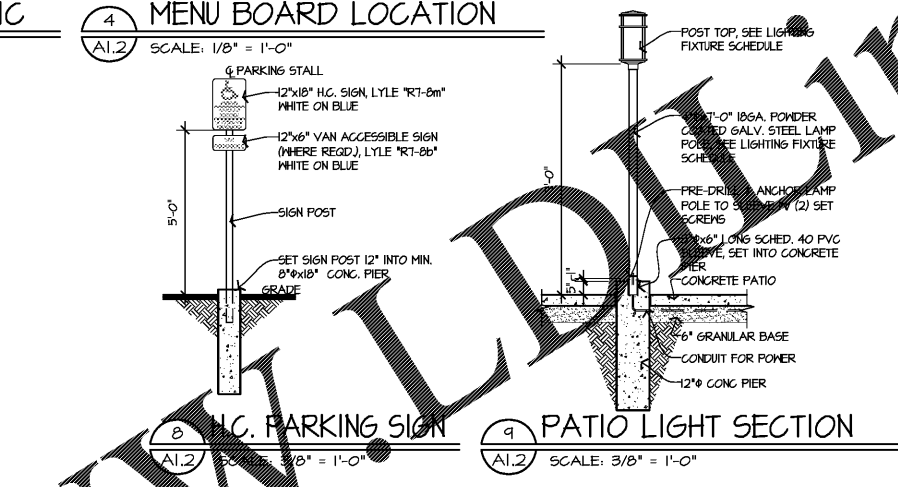 IC
4
A1.2
MENU BOARD LOCATION
SCALE: 1/8" = 1'-0"
℄ PARKING STALL
12"x18" H.C. SIGN, LYLE "R7-8m"
WHITE ON BLUE
12"x6" VAN ACCESSIBLE SIGN
(WHERE REQD.), LYLE "R7-8b"
WHITE ON BLUE
5'-0"
SIGN POST
SET SIGN POST 12" INTO MIN.
8"ΦX18" CONC. PIER
GRADE
8
A1.2
H.C. PARKING SIGN
SCALE: 3/8" = 1'-0"
POST TOP, SEE LIGHTING
FIXTURE SCHEDULE
7'-0" 18GA. POWDER
COATED GALV. STEEL LAMP
POLE, SEE LIGHTING FIXTURE
SCHEDULE
PRE-DRILL & ANCHOR LAMP
POLE TO SLEEVE W/ (2) SET
SCREWS
LONG SCHED. 40 PVC
SLEEVE, SET INTO CONCRETE
PIER
CONCRETE PATIO
6" GRANULAR BASE
CONDUIT FOR POWER
12"Φ CONC PIER
9
A1.2
PATIO LIGHT SECTION
SCALE: 3/8" = 1'-0"
W.LDILi